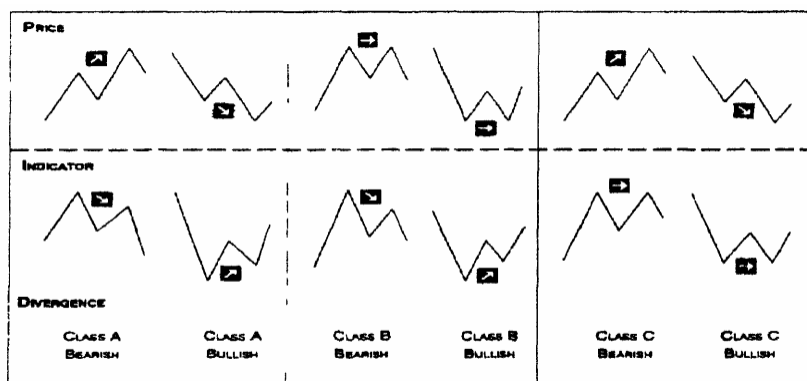 PRICE
INDICATOR
DIVERGENCE
CLASS A BEARISH
CLASS A BULLISH
CLASS B BEARISH
CLASS B BULLISH
CLASS C BEARISH
CLASS C BULLISH